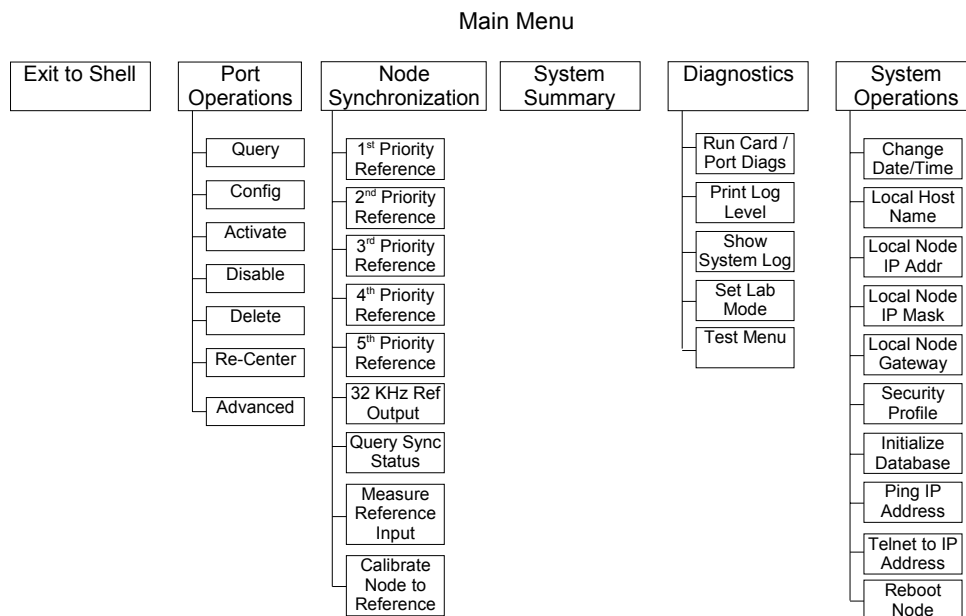 Main Menu
Exit to Shell
Port
Operations
Query
Config
Activate
Disable
Delete
Re-Center
Advanced
Node
Synchronization
1st Priority
Reference
2nd Priority
Reference
3rd Priority
Reference
4th Priority
Reference
5th Priority
Reference
32 KHz Ref
Output
Query Sync
Status
Measure
Reference
Input
Calibrate
Node to
Reference
System
Summary
Diagnostics
Run Card /
Port Diags
Print Log
Level
Show
System Log
Set Lab
Mode
Test Menu
System
Operations
Change
Date/Time
Local Host
Name
Local Node
IP Addr
Local Node
IP Mask
Local Node
Gateway
Security
Profile
Initialize
Database
Ping IP
Address
Telnet to IP
Address
Reboot
Node